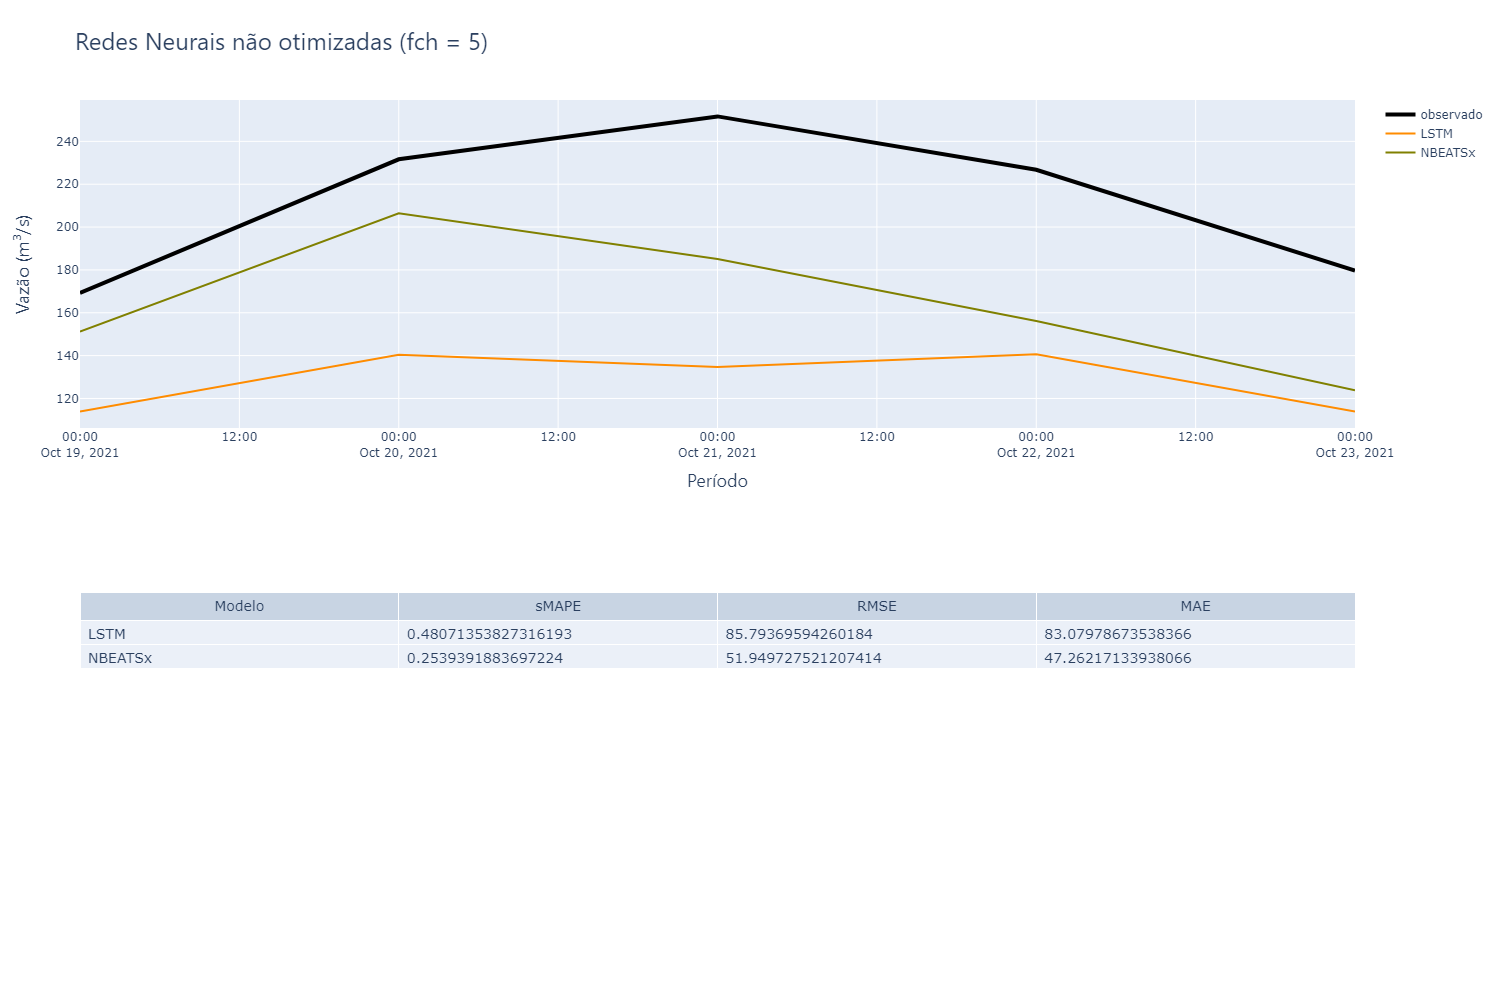 Redes Neurais não otimizadas (fch = 5)
observado
LSTM
NBEATSx
Vazão (m³/s)
240
220
200
180
160
140
120
00:00 12:00 00:00 12:00 00:00 12:00 00:00 12:00 00:00
Oct 19, 2021 Oct 20, 2021 Oct 21, 2021 Oct 22, 2021 Oct 23, 2021
Período
Modelo sMAPE RMSE MAE
LSTM 0.48071353827316193 85.79369594260184 83.07978673538366
NBEATSx 0.2539391883697224 51.949727521207414 47.26217133938066